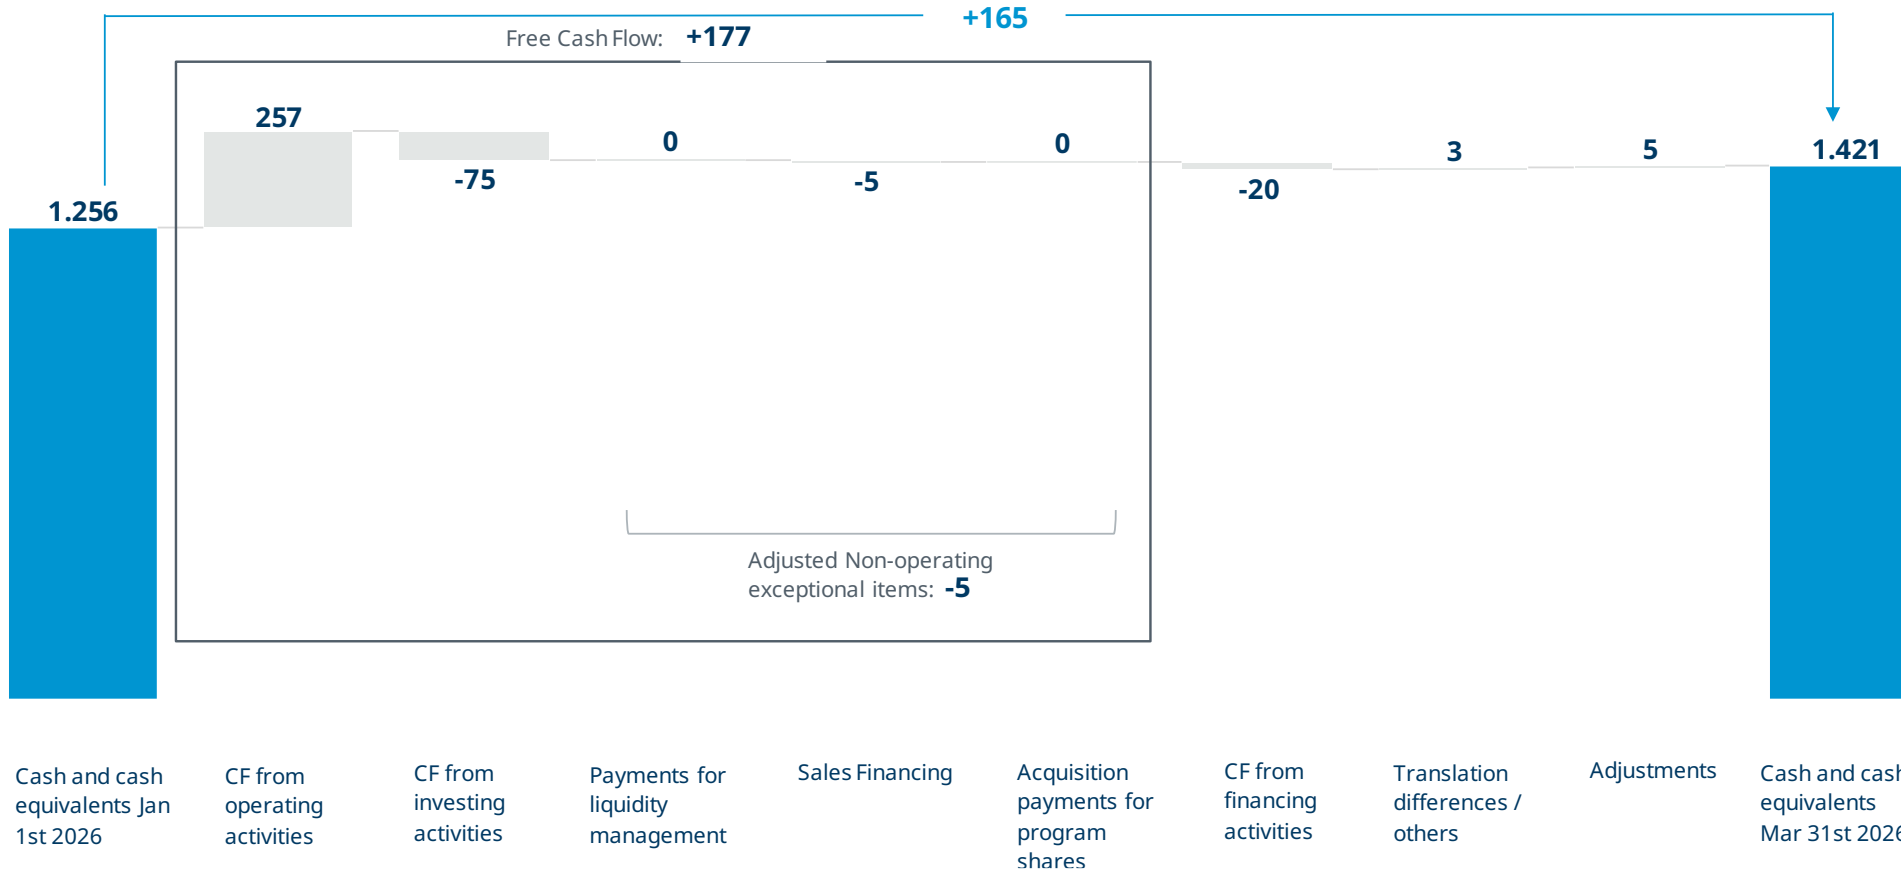 +165
Free Cash Flow: +177
257
-75
0
-5
0
-20
3
5
1.256
1.421
Adjusted Non-operating
exceptional items: -5
Cash and cash
equivalents Jan
1st 2026
CF from
operating
activities
CF from
investing
activities
Payments for
liquidity
management
Sales Financing
Acquisition
payments for
program
shares
CF from
financing
activities
Translation
differences /
others
Adjustments
Cash and cash
equivalents
Mar 31st 2026